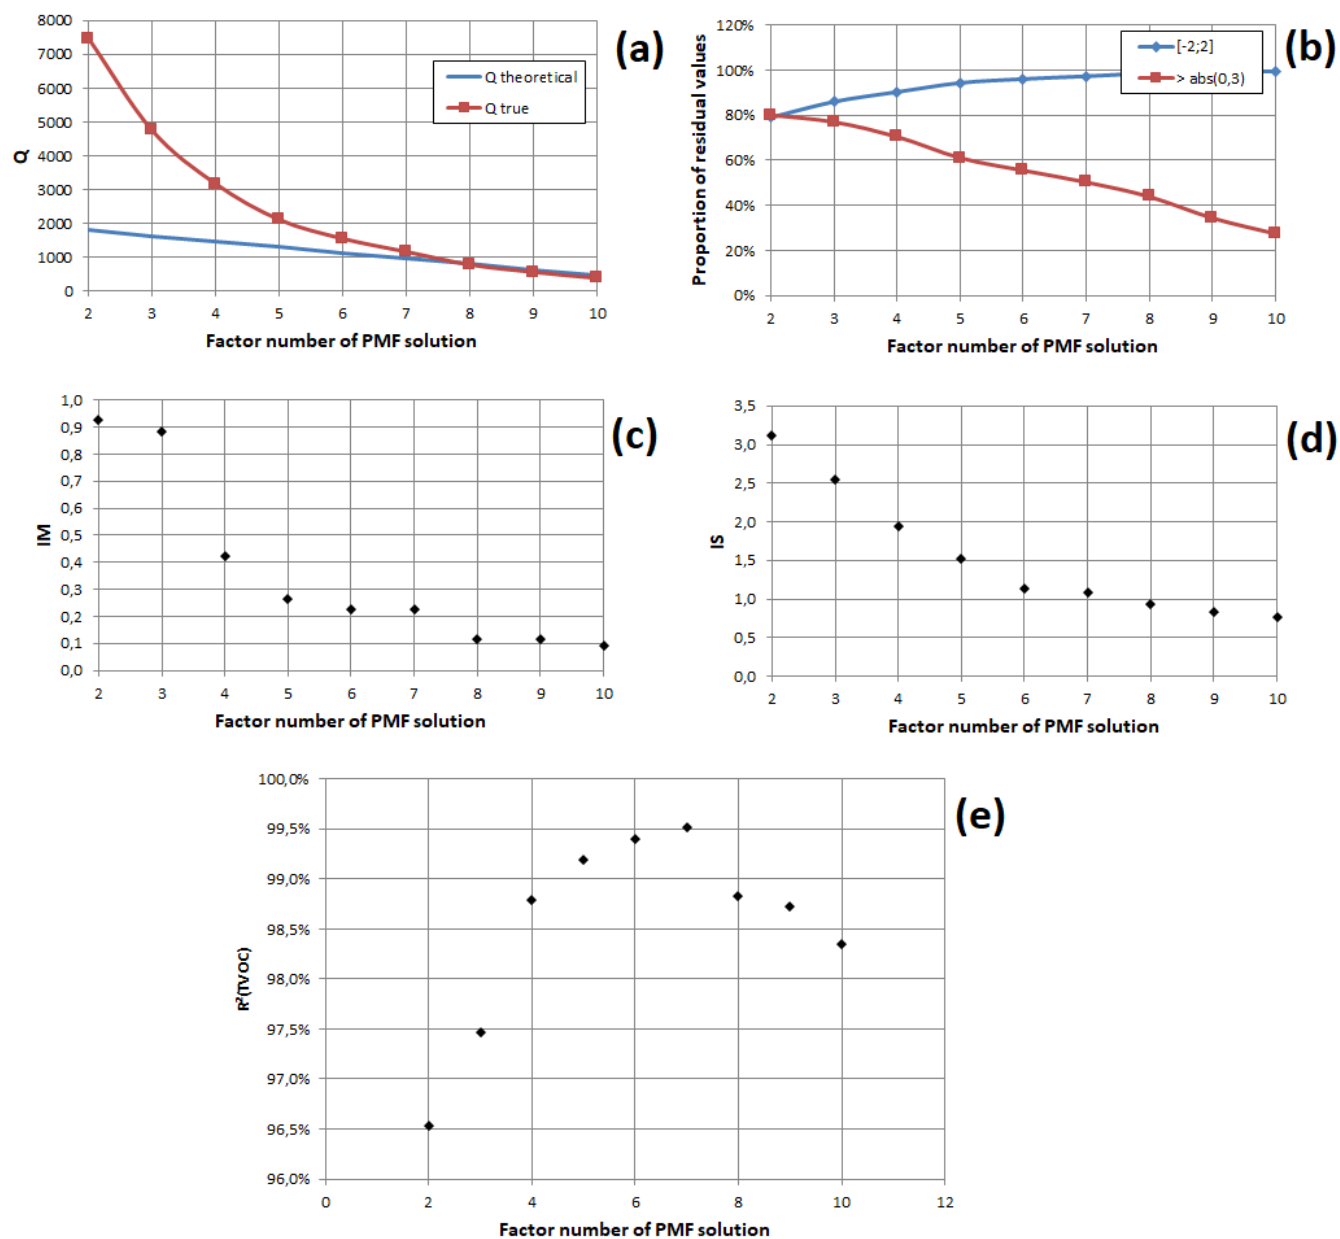 (a)
8000
7000
6000
5000
4000
3000
2000
1000
0
Q
Q theoretical
Q true
2 3 4 5 6 7 8 9 10
Factor number of PMF solution
(b)
120%
100%
80%
60%
40%
20%
0%
Proportion of residual values
[-2;2]
> abs(0,3)
2 3 4 5 6 7 8 9 10
Factor number of PMF solution
(c)
1,0
0,9
0,8
0,7
0,6
0,5
0,4
0,3
0,2
0,1
0,0
IM
2 3 4 5 6 7 8 9 10
Factor number of PMF solution
(d)
3,5
3,0
2,5
2,0
1,5
1,0
0,5
0,0
IS
2 3 4 5 6 7 8 9 10
Factor number of PMF solution
(e)
100,0%
99,5%
99,0%
98,5%
98,0%
97,5%
97,0%
96,5%
96,0%
R²(TVOC)
0 2 4 6 8 10 12
Factor number of PMF solution